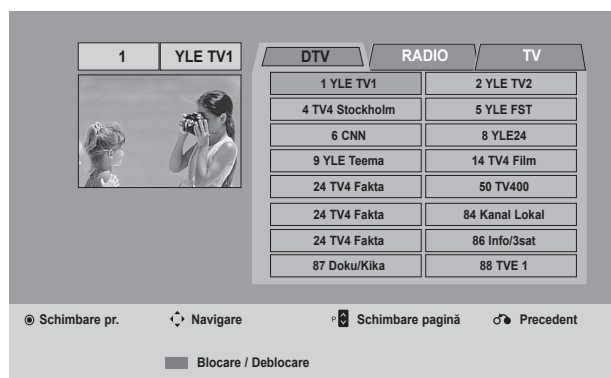 1 YLE TV1
DTV RADIO TV
1 YLE TV1 2 YLE TV2
4 TV4 Stockholm 5 YLE FST
6 CNN 8 YLE24
9 YLE Teema 14 TV4 Film
24 TV4 Fakta 50 TV400
24 TV4 Fakta 84 Kanal Lokal
24 TV4 Fakta 86 Info/3sat
87 Doku/Kika 88 TVE 1
Schimbare pr. Navigare P Schimbare pagină Precedent
Blocare / Deblocare